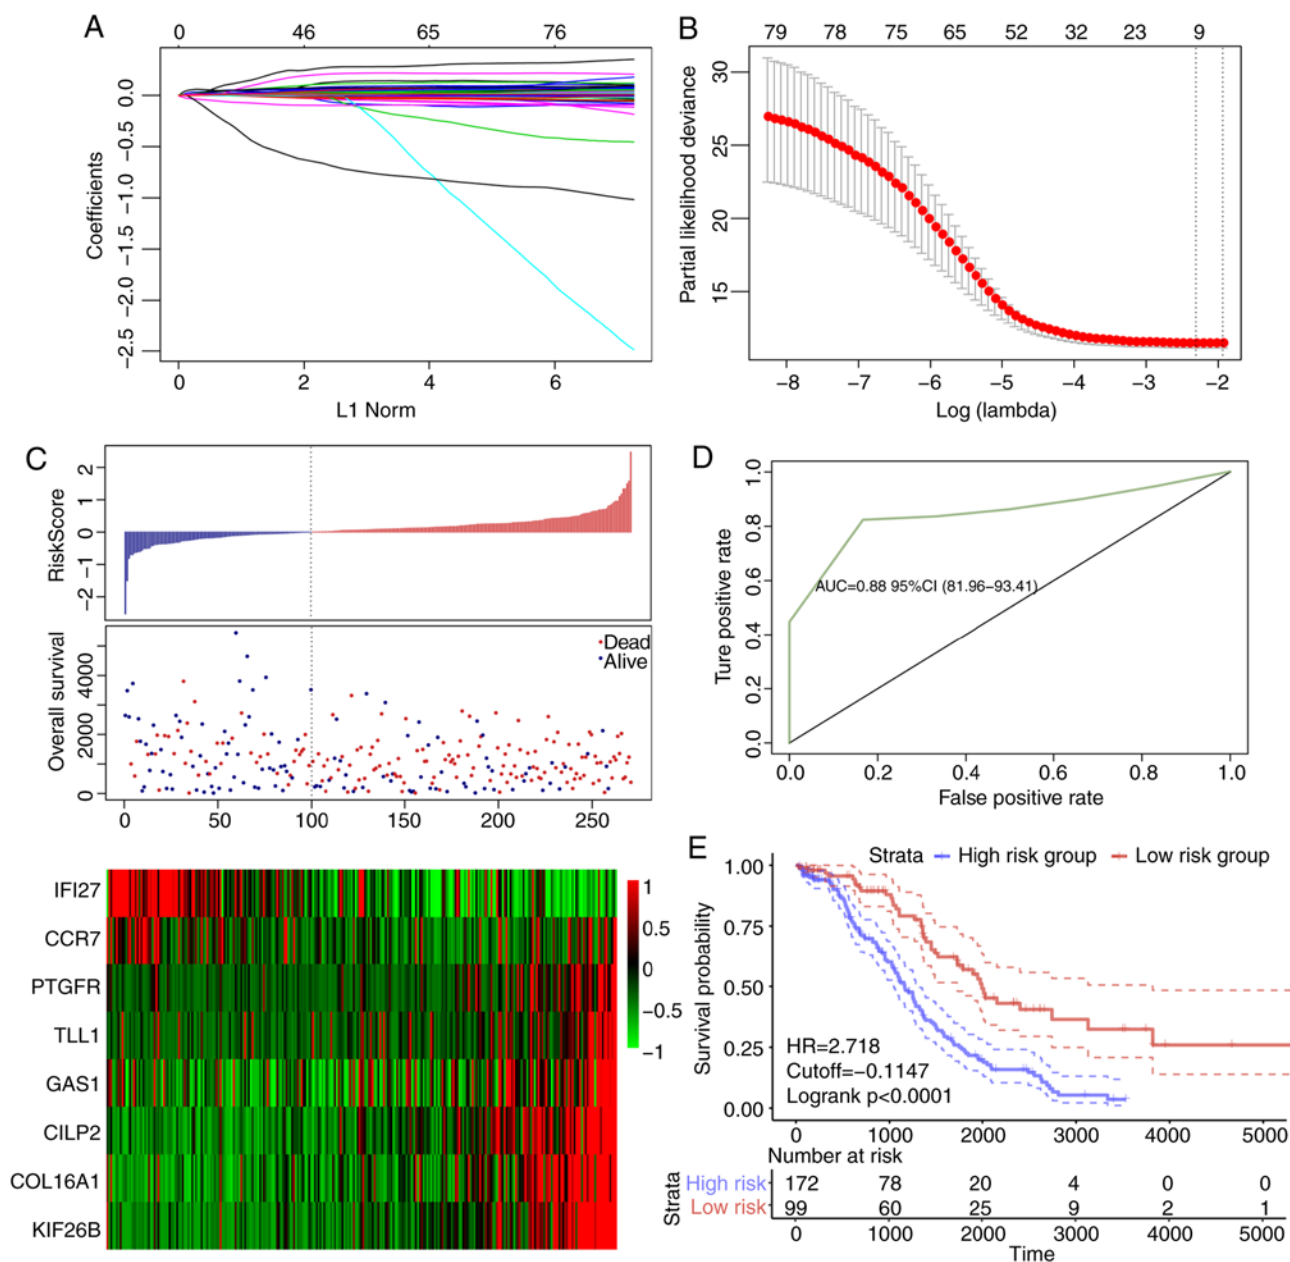 A
0 46 65 76
Coefficients
0.0
−0.5
−1.0
−1.5
−2.0
−2.5
0 2 4 6
L1 Norm
B
79 78 75 65 52 32 23 9
Partial likelihood deviance
30
25
20
15
−8 −7 −6 −5 −4 −3 −2
Log (lambda)
C
RiskScore
2
1
0
−1
−2
Overall survival
4000
2000
0
Dead
Alive
0 50 100 150 200 250
IFI27
CCR7
PTGFR
TLL1
GAS1
CILP2
COL16A1
KIF26B
1
0.5
0
−0.5
−1
D
Ture positive rate
1.0
0.8
0.6
0.4
0.2
0.0
AUC=0.88 95%CI (81.96−93.41)
0.0 0.2 0.4 0.6 0.8 1.0
False positive rate
E
Strata High risk group Low risk group
Survival probability
1.00
0.75
0.50
0.25
0.00
HR=2.718
Cutoff=−0.1147
Logrank p<0.0001
0 1000 2000 3000 4000 5000
Number at risk
Strata
High risk 172 78 20 4 0 0
Low risk 99 60 25 9 2 1
0 1000 2000 3000 4000 5000
Time